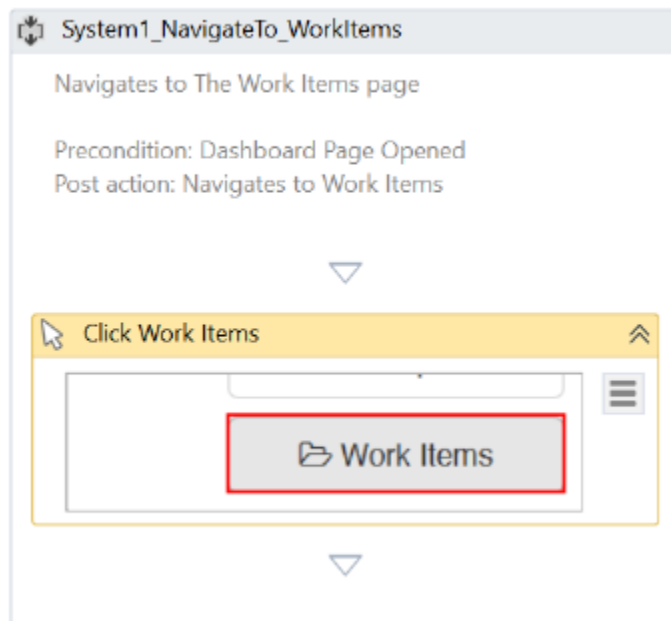 System1_NavigateTo_WorkItems
Navigates to The Work Items page
Precondition: Dashboard Page Opened
Post action: Navigates to Work Items
Click Work Items
Work Items